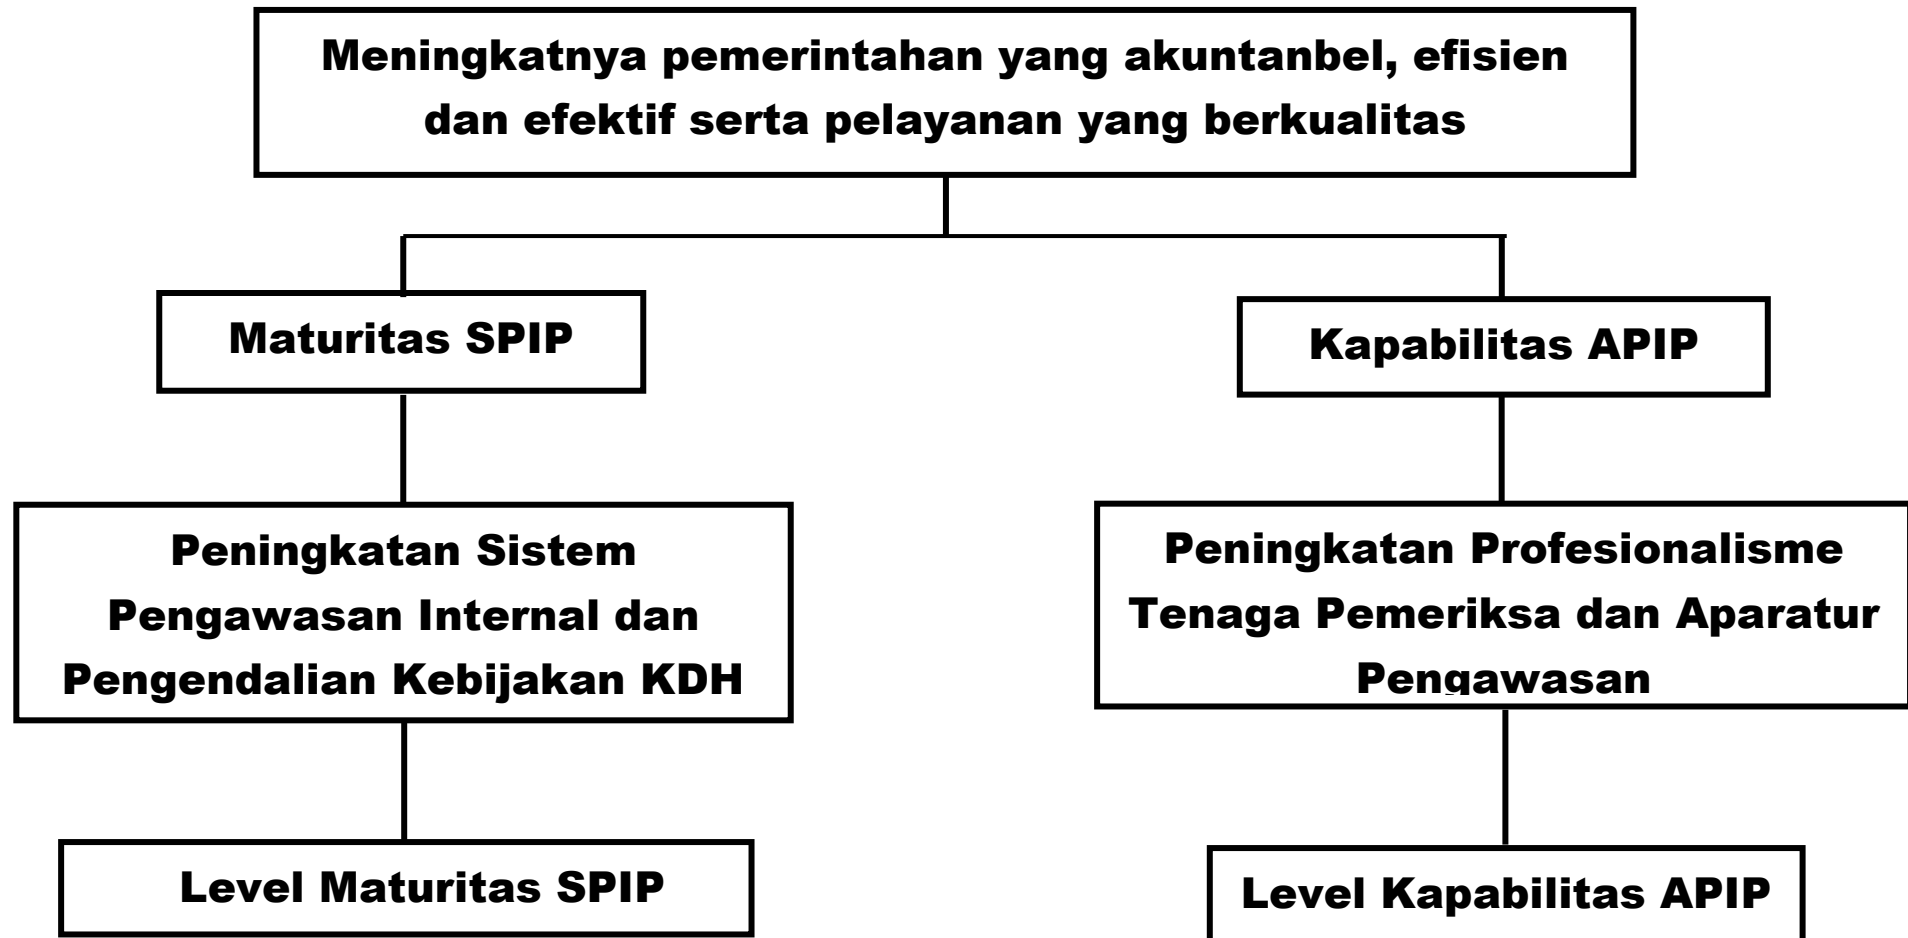 Meningkatnya pemerintahan yang akuntanbel, efisien
dan efektif serta pelayanan yang berkualitas
Maturitas SPIP
Kapabilitas APIP
Peningkatan Sistem
Pengawasan Internal dan
Pengendalian Kebijakan KDH
Peningkatan Profesionalisme
Tenaga Pemeriksa dan Aparatur
Pengawasan
Level Maturitas SPIP
Level Kapabilitas APIP